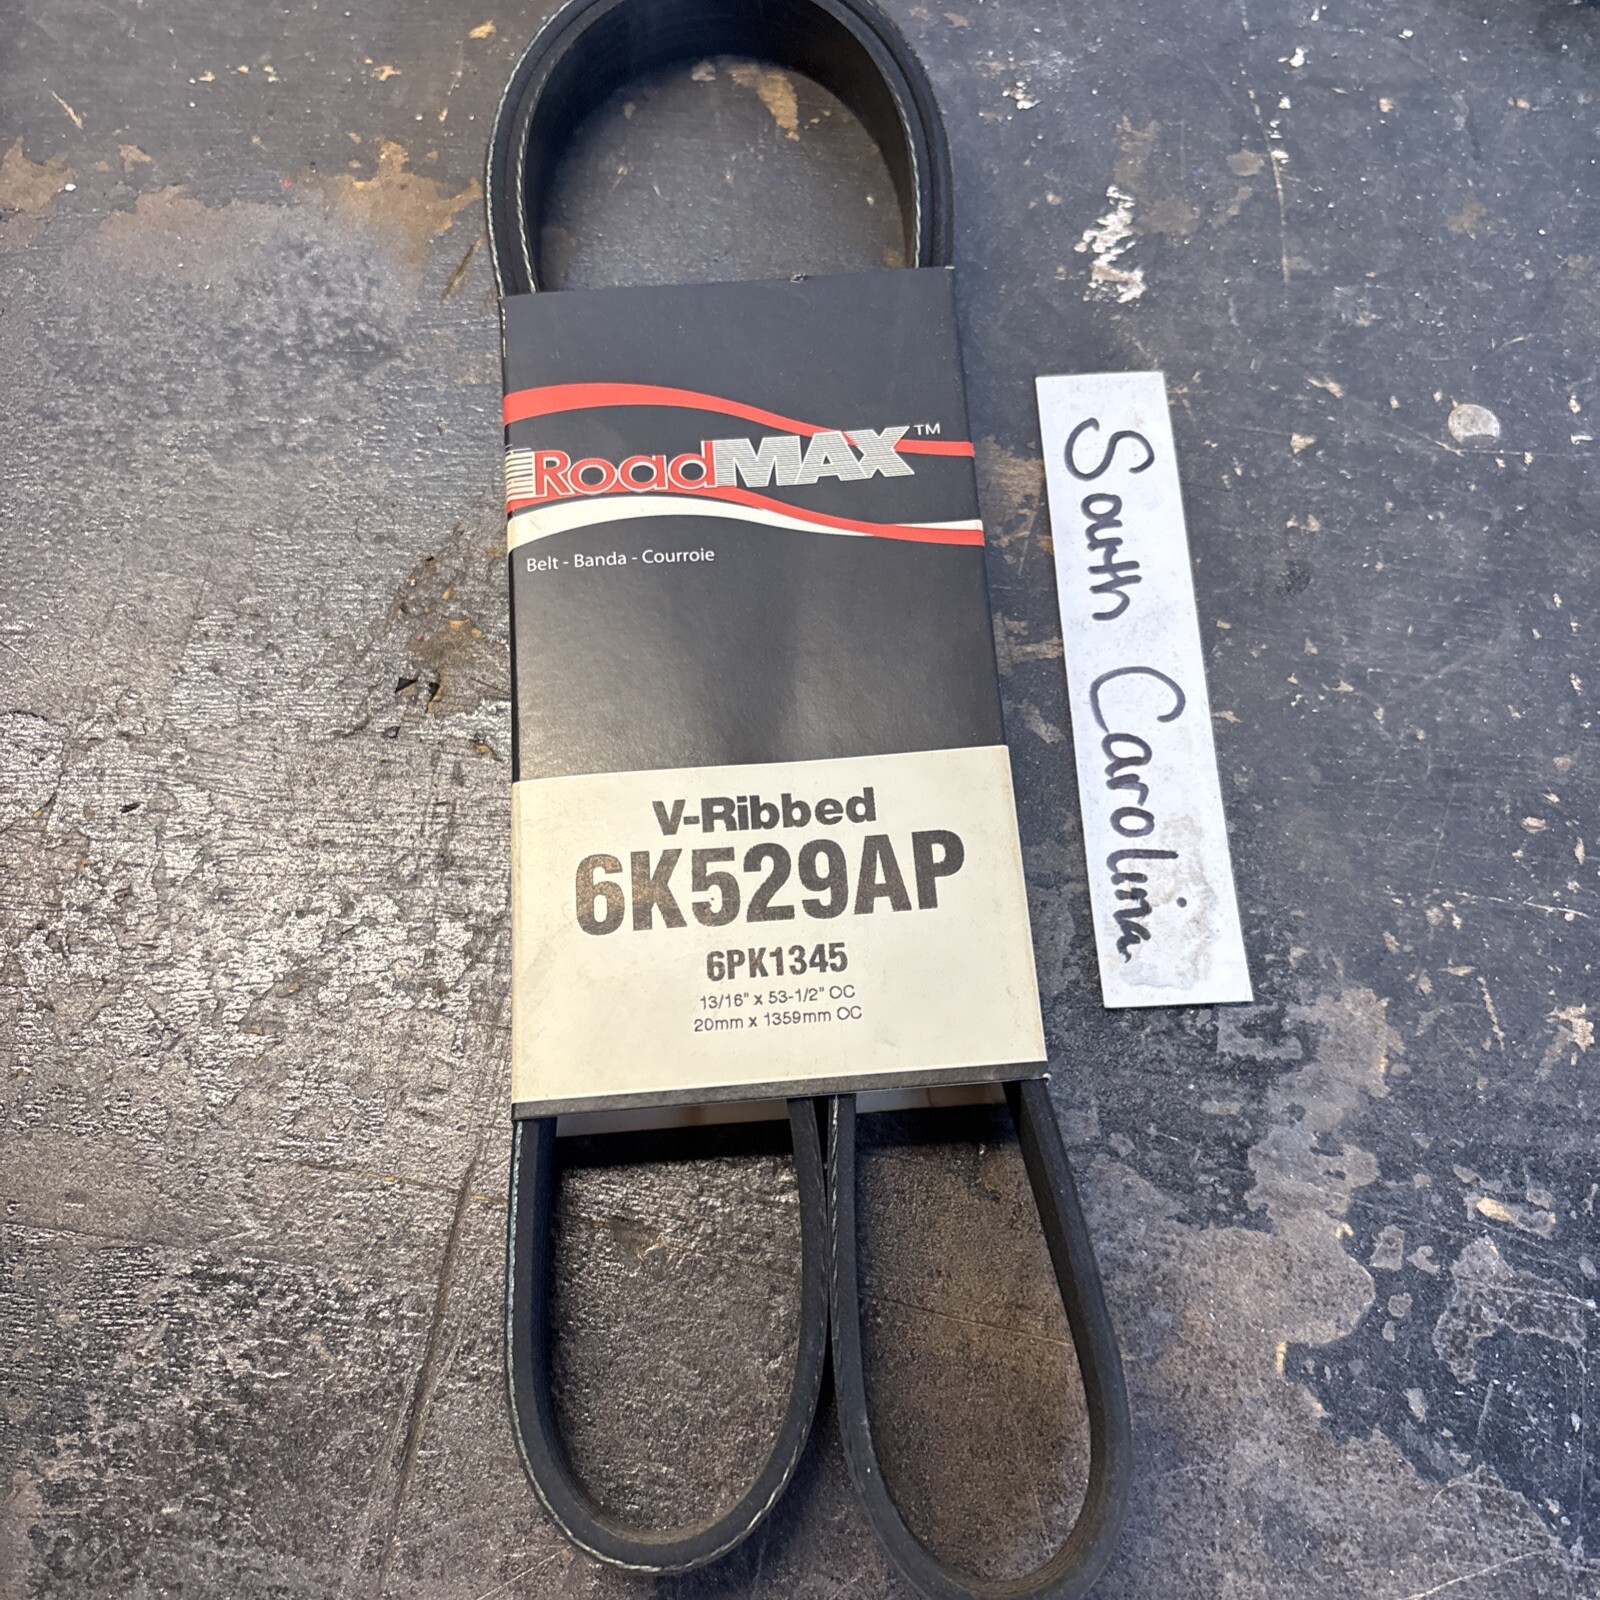 RoadMAX™
Belt - Banda - Courroie
V-Ribbed
6K529AP
6PK1345
13/16" x 53-1/2" OC
20mm x 1359mm OC
South Carolina